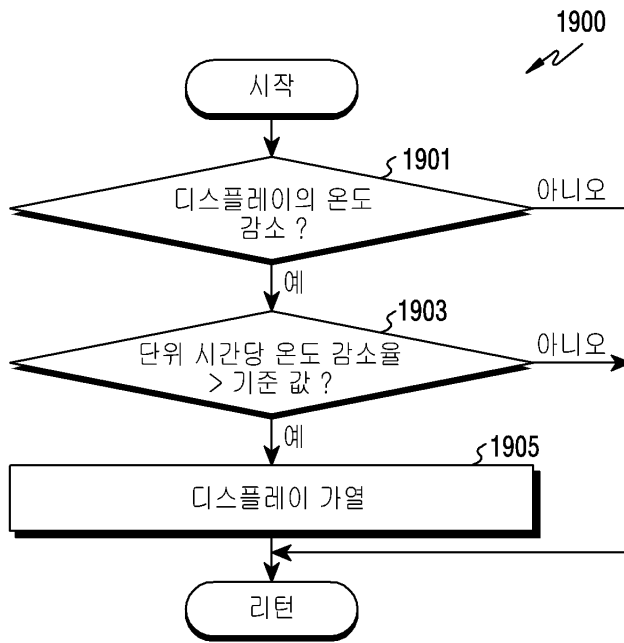 1900
시작
1901
디스플레이의 온도
감소 ?
아니오
예
1903
단위 시간당 온도 감소율
> 기준 값 ?
아니오
예
1905
디스플레이 가열
리턴